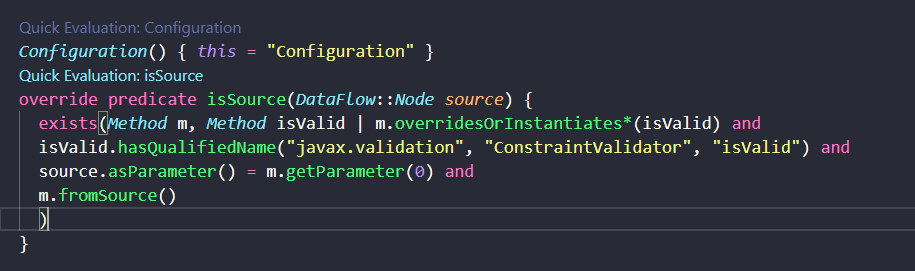 Quick Evaluation: Configuration
Configuration() { this = "Configuration" }
Quick Evaluation: isSource
override predicate isSource(DataFlow::Node source) {
  exists(Method m, Method isValid | m.overridesOrInstantiates*(isValid) and
  isValid.hasQualifiedName("javax.validation", "ConstraintValidator", "isValid") and
  source.asParameter() = m.getParameter(0) and
  m.fromSource()
  )
}